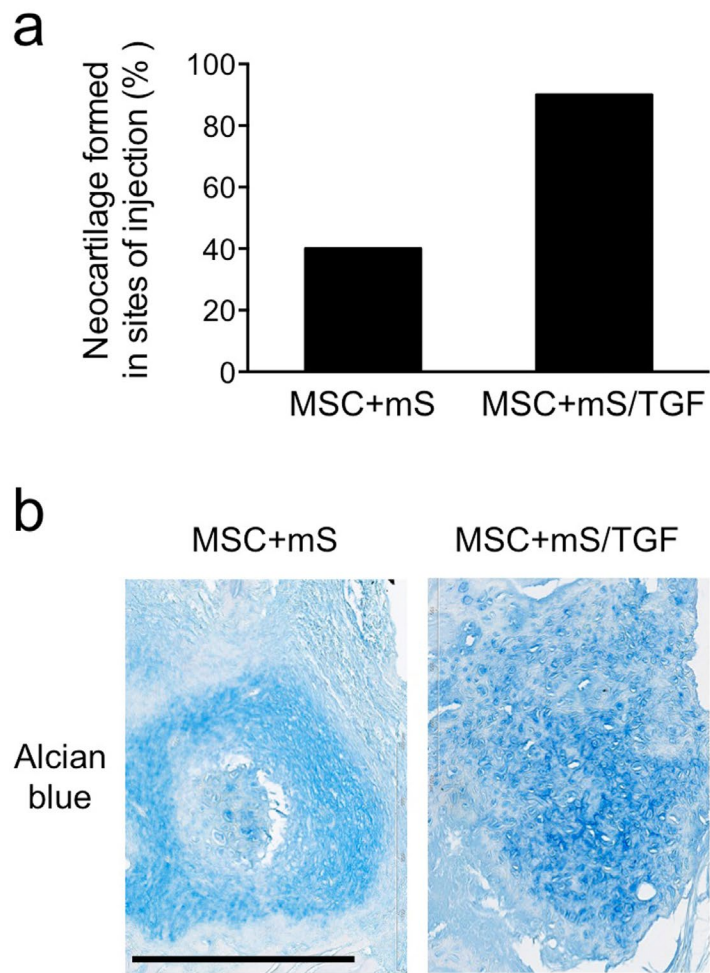 a
Neocartilage formed
in sites of injection (% )
100
80
60
40
20
0
MSC+mS MSC+mS/TGF
b
MSC+mS MSC+mS/TGF
Alcian
blue